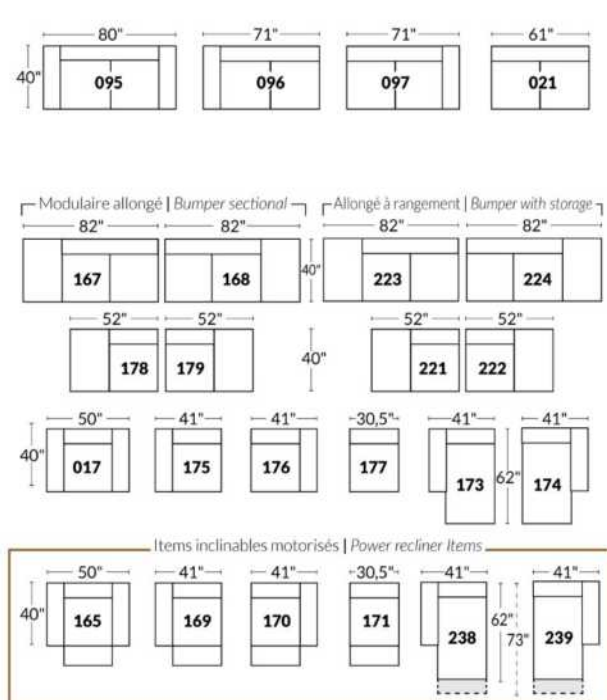 80" 71" 71" 61"
40" 095 096 097 021
Modulaire allongé | Bumper sectional Allongé à rangement | Bumper with storage
82" 82" 82" 82"
167 168 40" 223 224
52" 52" 52" 52"
178 179 40" 221 222
50" 41" 41" 30,5" 41" 41"
40" 017 175 176 177 173 62" 174
Items inclinables motorisés | Power recliner Items
50" 41" 41" 30,5" 41" 41"
40" 165 169 170 171 238 62" 73" 239